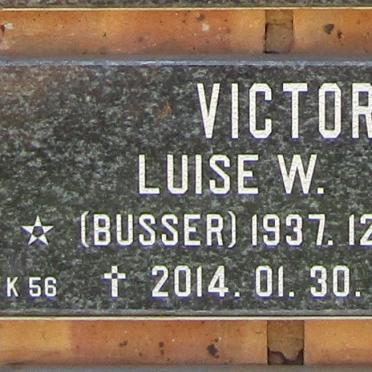 VICTOR
LUISE W.
☆ (BUSSER) 1937. 12
K 56 † 2014. 01. 30.